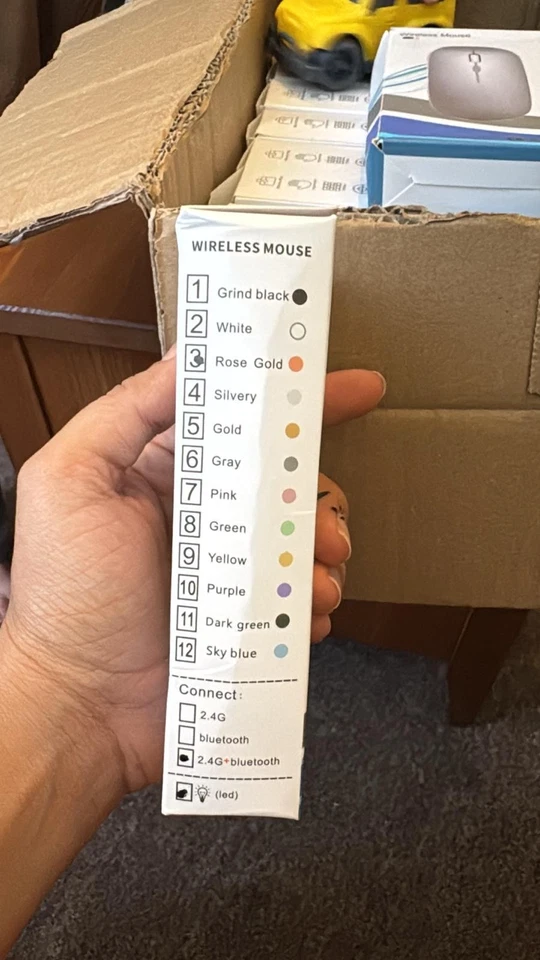 Wireless Mouse
WIRELESS MOUSE
1 Grind black
2 White
3 Rose Gold
4 Silvery
5 Gold
6 Gray
7 Pink
8 Green
9 Yellow
10 Purple
11 Dark green
12 Sky blue
Connect:
2.4G
bluetooth
2.4G+bluetooth
(led)